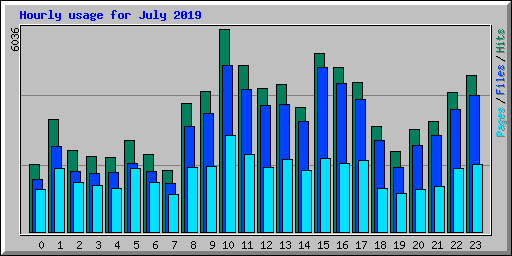 Hourly usage for July 2019
6036
Pages/Files/Hits
0 1 2 3 4 5 6 7 8 9 10 11 12 13 14 15 16 17 18 19 20 21 22 23